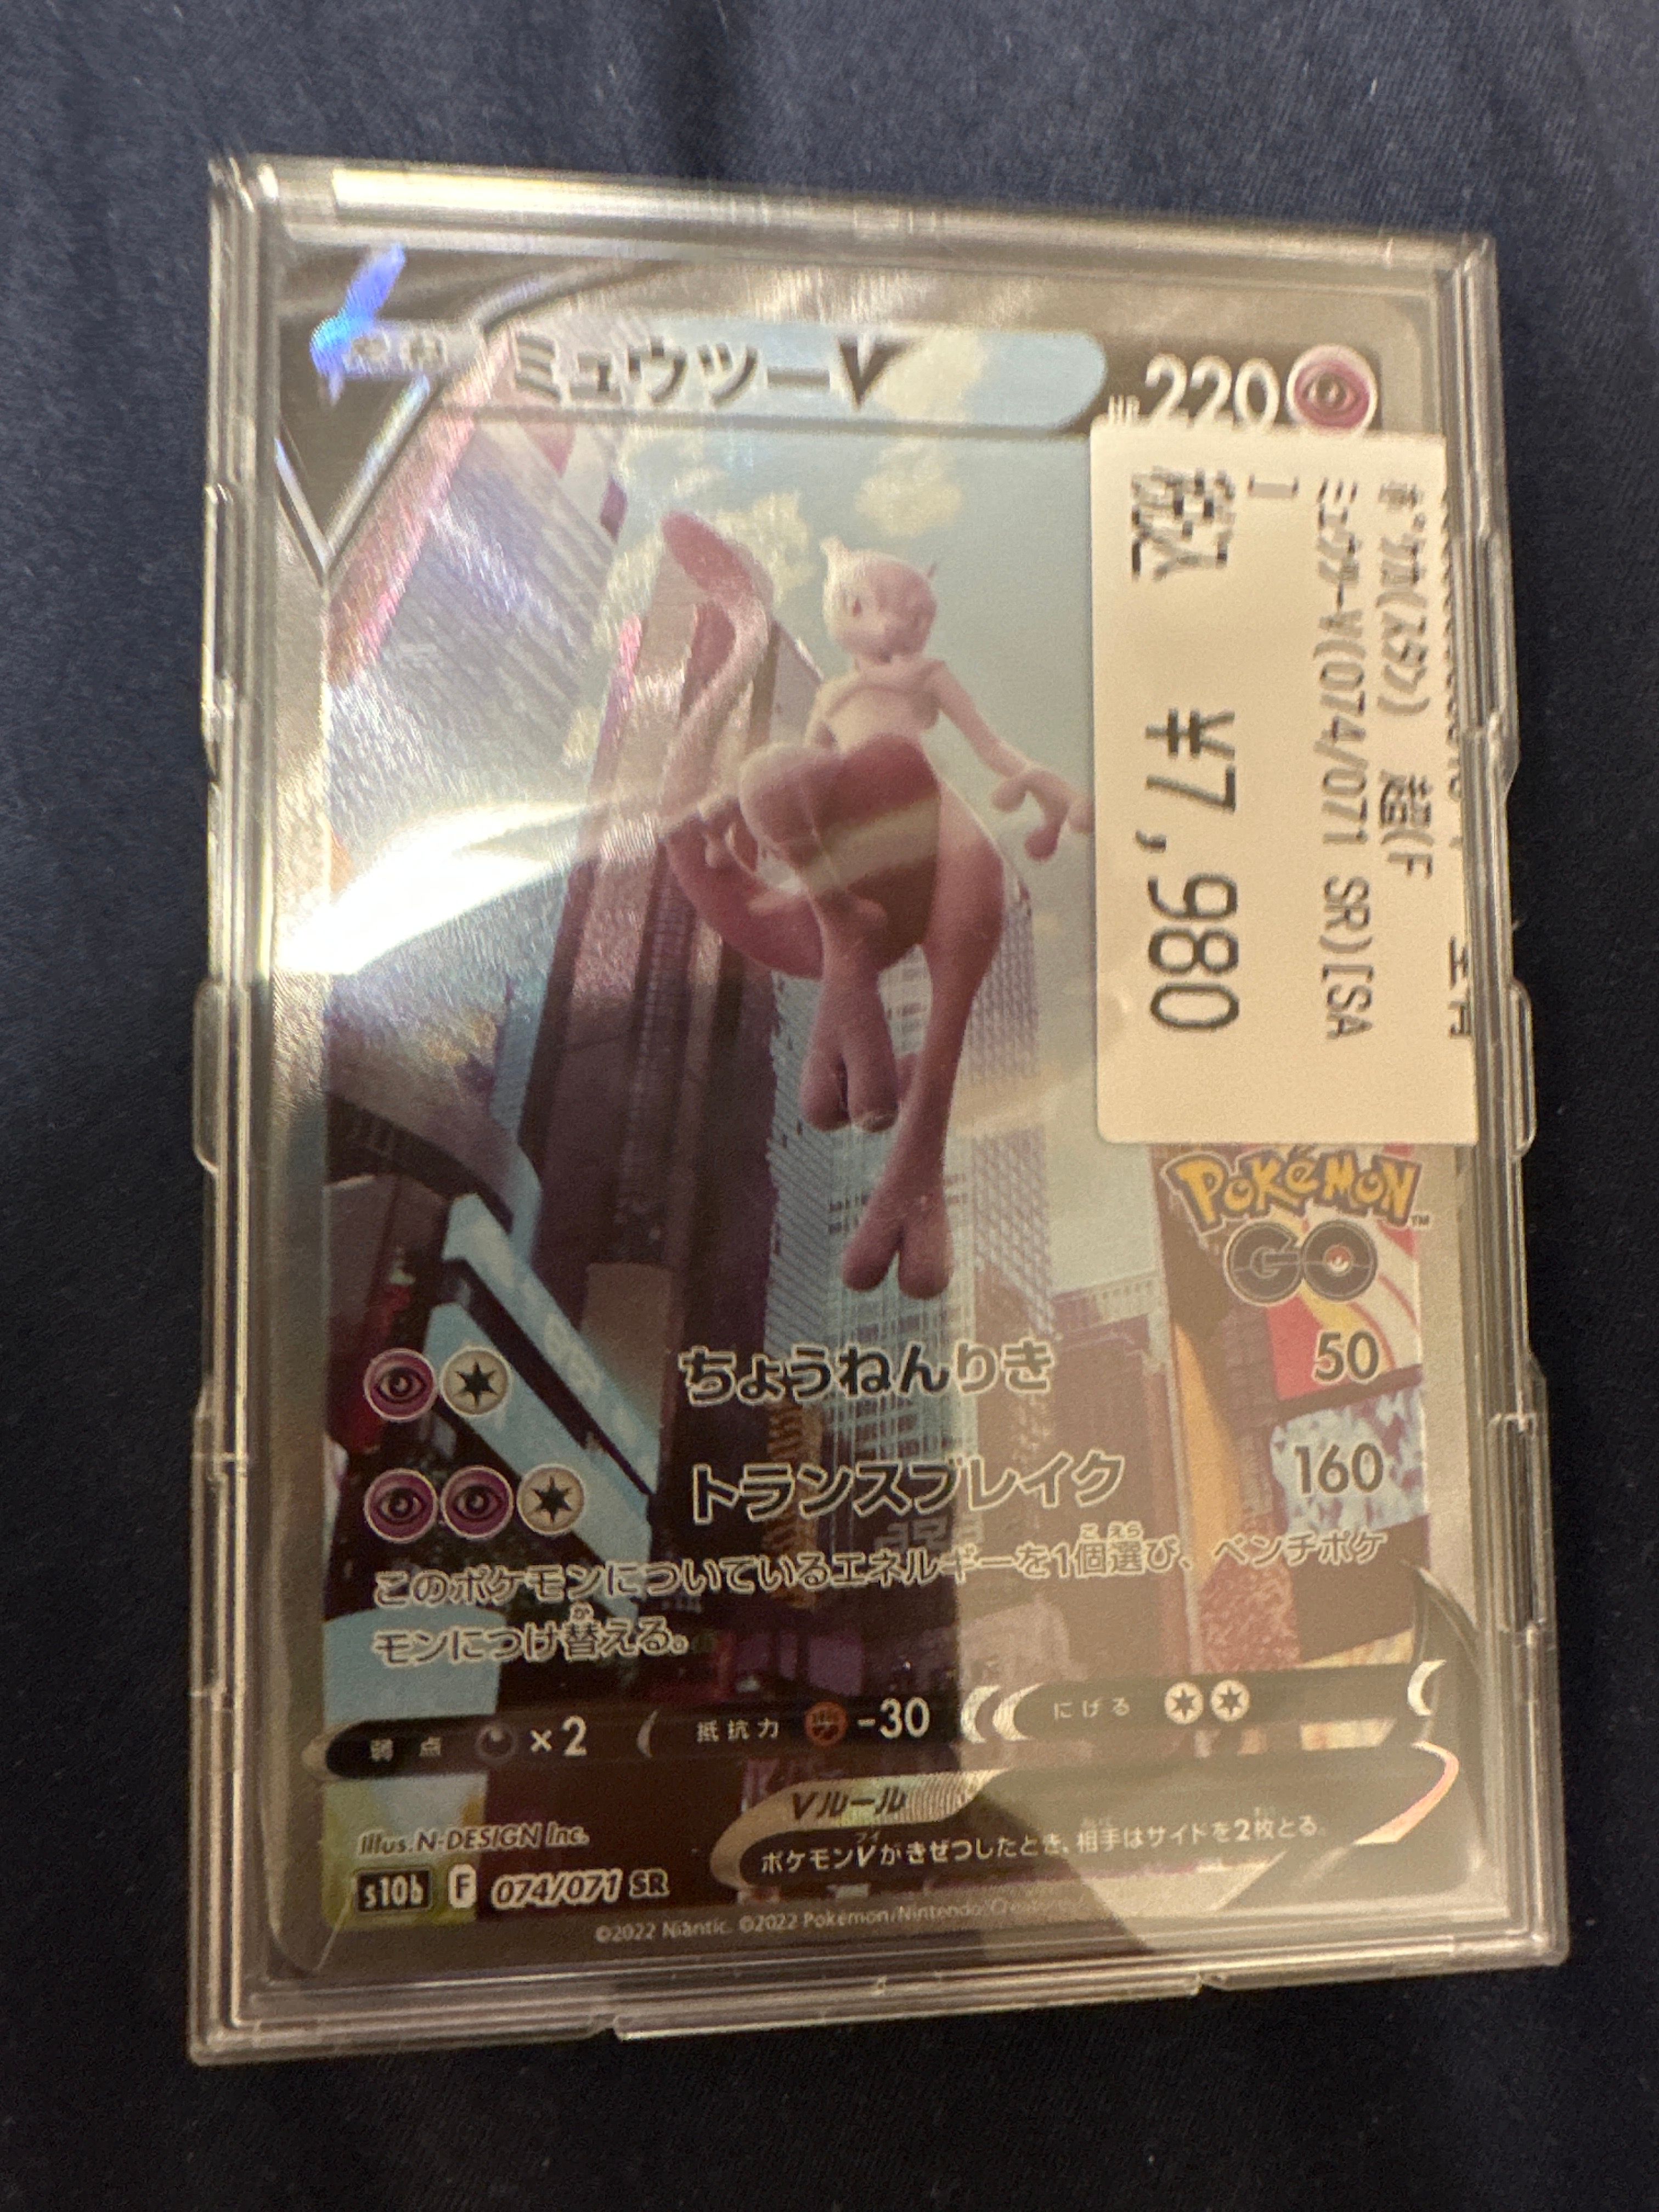 ミュウツーV
HP 220
税込 ¥7,980
ミュウツーV(074/071 SR)[SA
超(F
Pokémon
GO
ちょうねんりき 50
トランスブレイク 160
このポケモンについているエネルギーを1個選び、ベンチポケ
モンにつけ替える。
弱点 ×2 抵抗力 -30 にげる
Vルール
ポケモンVがきぜつしたとき、相手はサイドを2枚とる。
Illus. N-DESIGN Inc.
s10b F 074/071 SR
©2022 Niantic. ©2022 Pokémon/Nintendo/